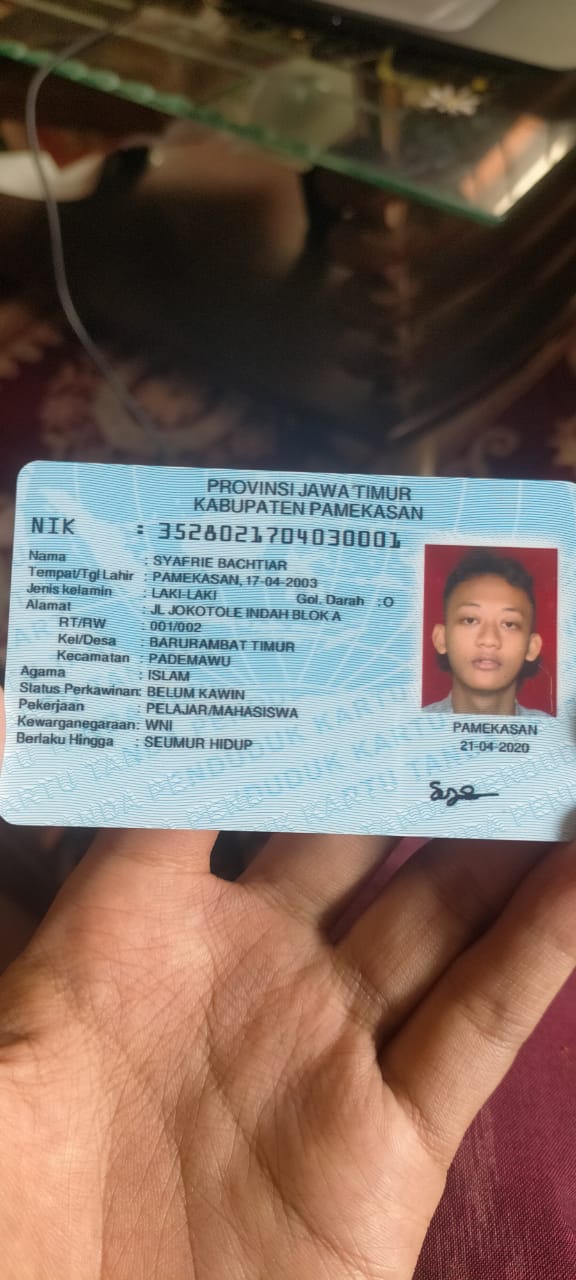 PROVINSI JAWA TIMUR
KABUPATEN PAMEKASAN
NIK : 3528021704030001
Nama : SYAFRIE BACHTIAR
Tempat/Tgl Lahir : PAMEKASAN, 17-04-2003
Jenis kelamin : LAKI-LAKI Gol. Darah : O
Alamat : JL JOKOTOLE INDAH BLOK A
RT/RW : 001/002
Kel/Desa : BARURAMBAT TIMUR
Kecamatan : PADEMAWU
Agama : ISLAM
Status Perkawinan: BELUM KAWIN
Pekerjaan : PELAJAR/MAHASISWA
Kewarganegaraan: WNI
Berlaku Hingga : SEUMUR HIDUP
PAMEKASAN
21-04-2020